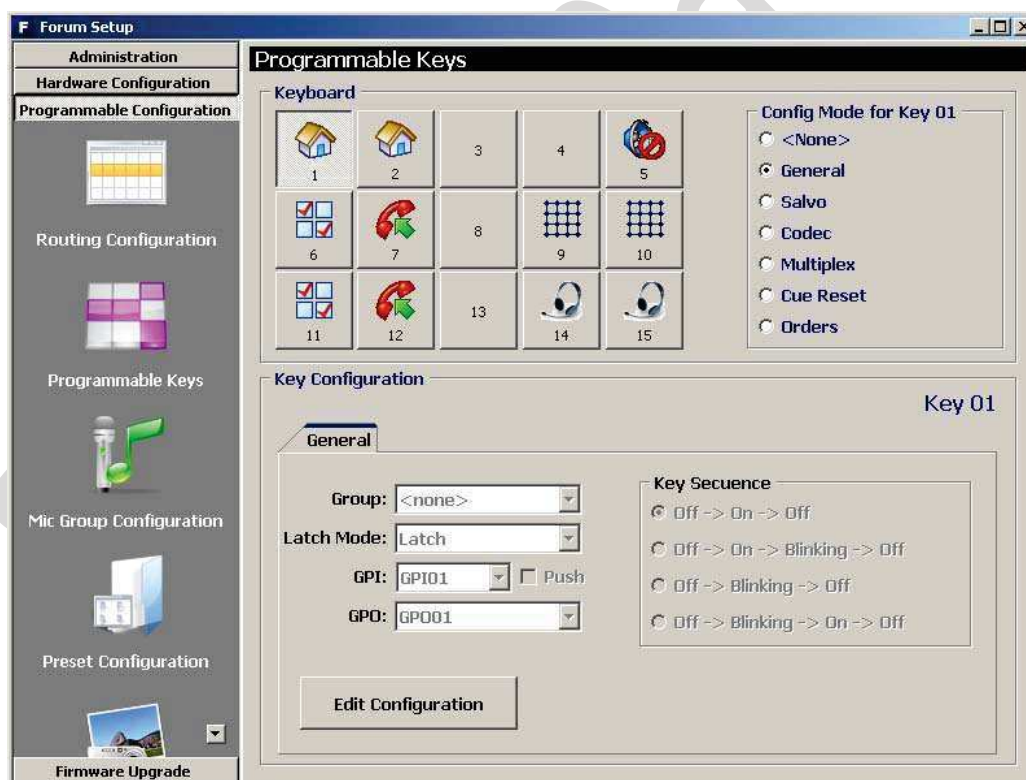 F Forum Setup
Administration
Hardware Configuration
Programmable Configuration
Routing Configuration
Programmable Keys
Mic Group Configuration
Preset Configuration
Firmware Upgrade
Programmable Keys
Keyboard
1 2 3 4 5
6 7 8 9 10
11 12 13 14 15
Config Mode for Key 01
<None>
General
Salvo
Codec
Multiplex
Cue Reset
Orders
Key Configuration
Key 01
General
Group: <none>
Latch Mode: Latch
GPI: GPI01 Push
GPO: GPO01
Key Secuence
Off -> On -> Off
Off -> On -> Blinking -> Off
Off -> Blinking -> Off
Off -> Blinking -> On -> Off
Edit Configuration